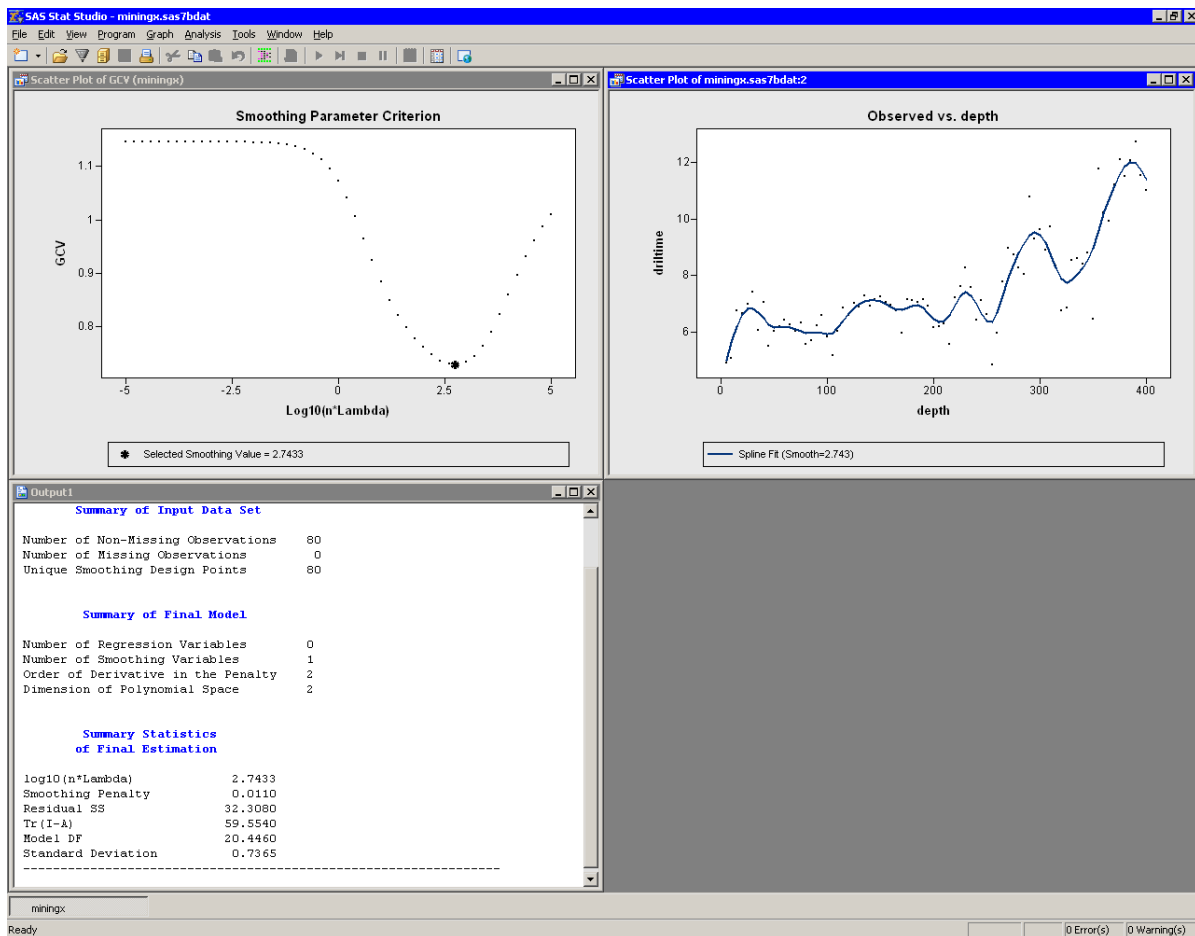 SAS Stat Studio - miningx.sas7bdat
File Edit View Program Graph Analysis Tools Window Help
Scatter Plot of GCV (miningx)
Smoothing Parameter Criterion
GCV
1.1
1
0.9
0.8
-5 -2.5 0 2.5 5
Log10(n*Lambda)
Selected Smoothing Value = 2.7433
Scatter Plot of miningx.sas7bdat:2
Observed vs. depth
driltime
12
10
8
6
0 100 200 300 400
depth
Spline Fit (Smooth=2.743)
Output1
Summary of Input Data Set
Number of Non-Missing Observations 80
Number of Missing Observations 0
Unique Smoothing Design Points 80
Summary of Final Model
Number of Regression Variables 0
Number of Smoothing Variables 1
Order of Derivative in the Penalty 2
Dimension of Polynomial Space 2
Summary Statistics
of Final Estimation
log10(n*Lambda) 2.7433
Smoothing Penalty 0.0110
Residual SS 32.3080
Tr(I-A) 59.5540
Model DF 20.4460
Standard Deviation 0.7365
miningx
Ready
0 Error(s) 0 Warning(s)